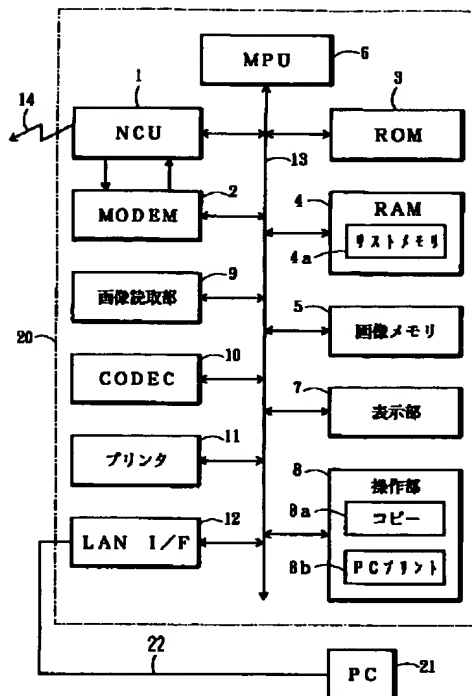 MPU
6
1
14
NCU
3
ROM
13
2
MODEM
4
RAM
リストメモリ
4a
9
画像読取部
5
画像メモリ
20
10
CODEC
7
表示部
11
プリンタ
8
操作部
8a
コピー
12
LAN I/F
8b
PCプリント
22
PC
21